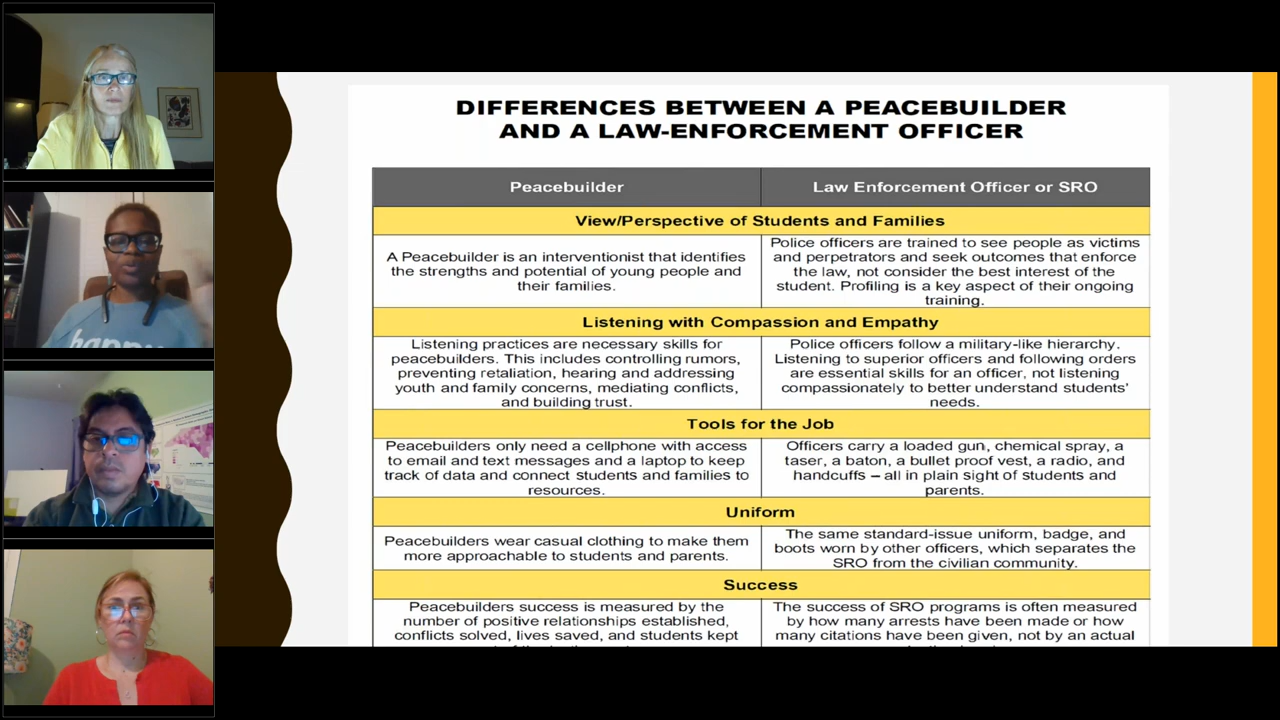 DIFFERENCES BETWEEN A PEACEBUILDER
AND A LAW-ENFORCEMENT OFFICER
Peacebuilder
Law Enforcement Officer or SRO
View/Perspective of Students and Families
A Peacebuilder is an interventionist that identifies
the strengths and potential of young people and
their families.
Police officers are trained to see people as victims
and perpetrators and seek outcomes that enforce
the law, not consider the best interest of the
student. Profiling is a key aspect of their ongoing
training.
Listening with Compassion and Empathy
Listening practices are necessary skills for
peacebuilders. This includes controlling rumors,
preventing retaliation, hearing and addressing
youth and family concerns, mediating conflicts,
and building trust.
Police officers follow a military-like hierarchy.
Listening to superior officers and following orders
are essential skills for an officer, not listening
compassionately to better understand students'
needs.
Tools for the Job
Peacebuilders only need a cellphone with access
to email and text messages and a laptop to keep
track of data and connect students and families to
resources.
Officers carry a loaded gun, chemical spray, a
taser, a baton, a bullet proof vest, a radio, and
handcuffs – all in plain sight of students and
parents.
Uniform
Peacebuilders wear casual clothing to make them
more approachable to students and parents.
The same standard-issue uniform, badge, and
boots worn by other officers, which separates the
SRO from the civilian community.
Success
Peacebuilders success is measured by the
number of positive relationships established,
conflicts solved, lives saved, and students kept
The success of SRO programs is often measured
by how many arrests have been made or how
many citations have been given, not by an actual
happy